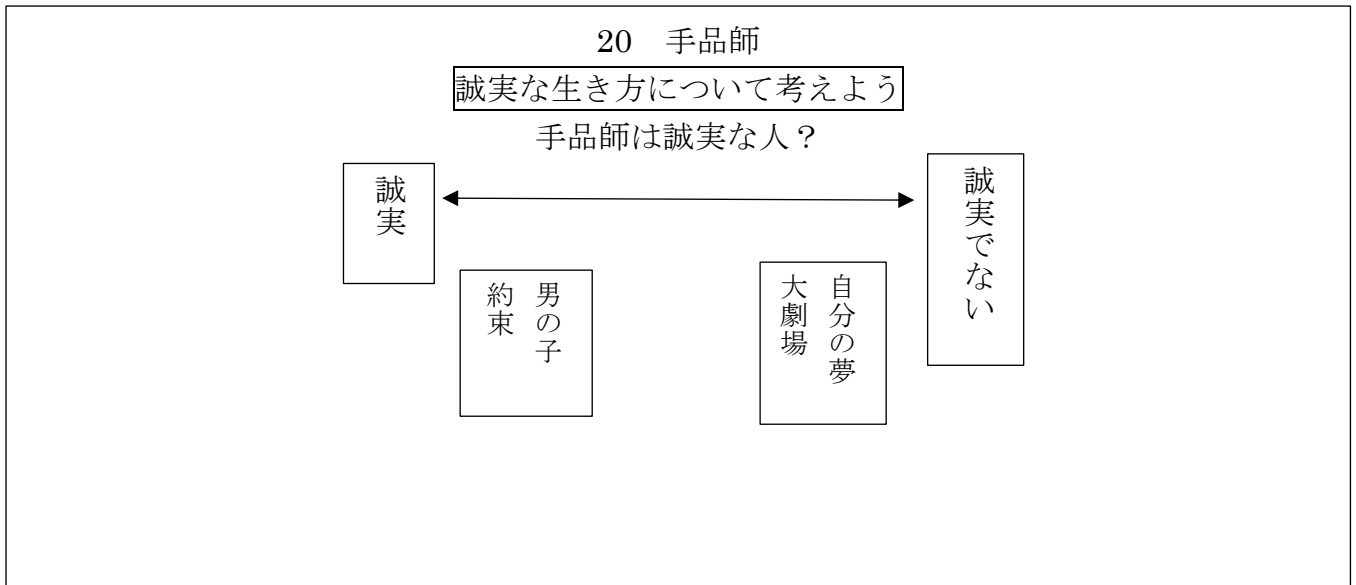 20 手品師
誠実な生き方について考えよう
手品師は誠実な人？
誠実
誠実でない
男の子
約束
自分の夢
大劇場